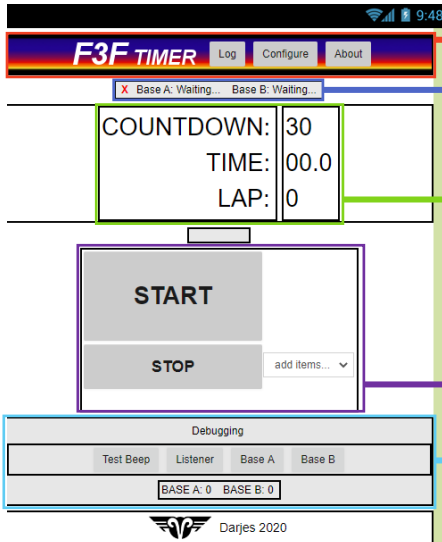 9:48
F3F TIMER Log Configure About
X Base A: Waiting... Base B: Waiting...
COUNTDOWN: 30
TIME: 00.0
LAP: 0
START
STOP add items...
Debugging
Test Beep Listener Base A Base B
BASE A: 0 BASE B: 0
Darjes 2020